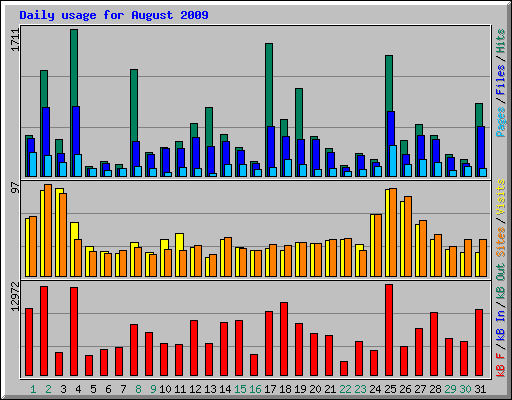 Daily usage for August 2009
1711
Pages / Files / Hits
97
Sites / Visits
12972
kB F / kB In / kB Out
1 2 3 4 5 6 7 8 9 10 11 12 13 14 15 16 17 18 19 20 21 22 23 24 25 26 27 28 29 30 31